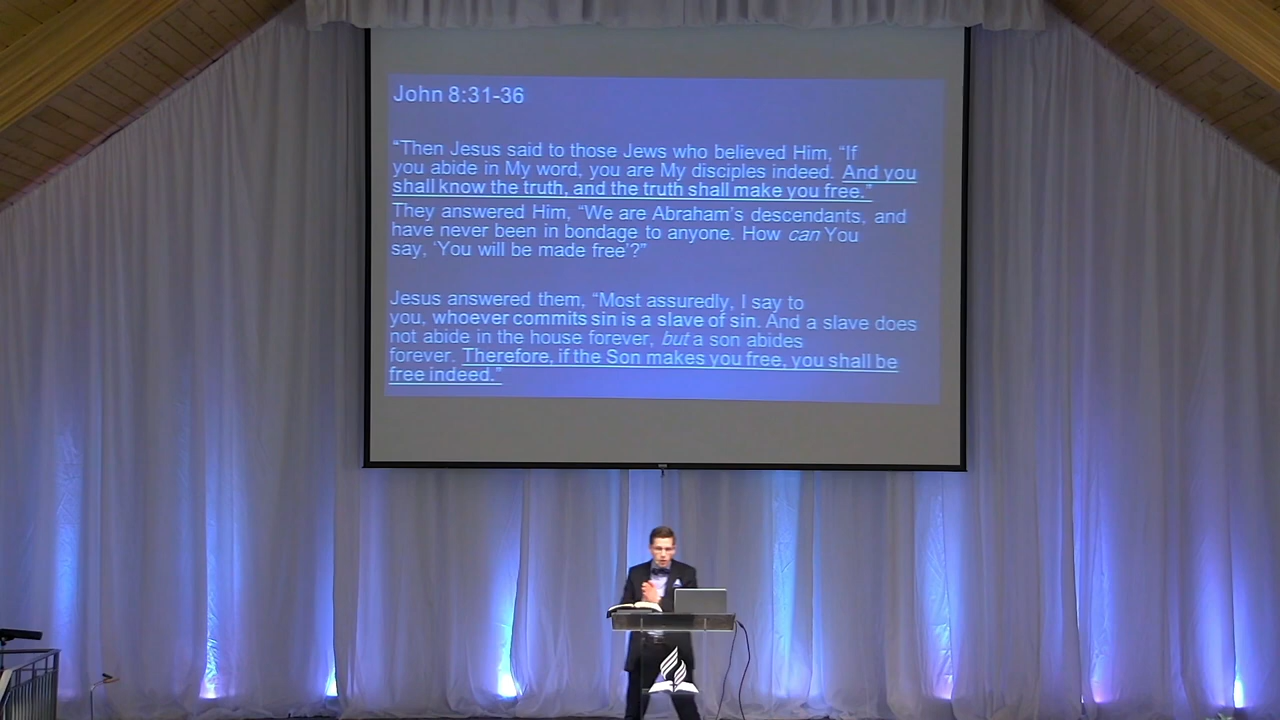 John 8:31-36
“Then Jesus said to those Jews who believed Him, “If
you abide in My word, you are My disciples indeed. And you
shall know the truth, and the truth shall make you free.”
They answered Him, “We are Abraham’s descendants, and
have never been in bondage to anyone. How can You
say, ‘You will be made free’?”
Jesus answered them, “Most assuredly, I say to
you, whoever commits sin is a slave of sin. And a slave does
not abide in the house forever, but a son abides
forever. Therefore, if the Son makes you free, you shall be
free indeed.”